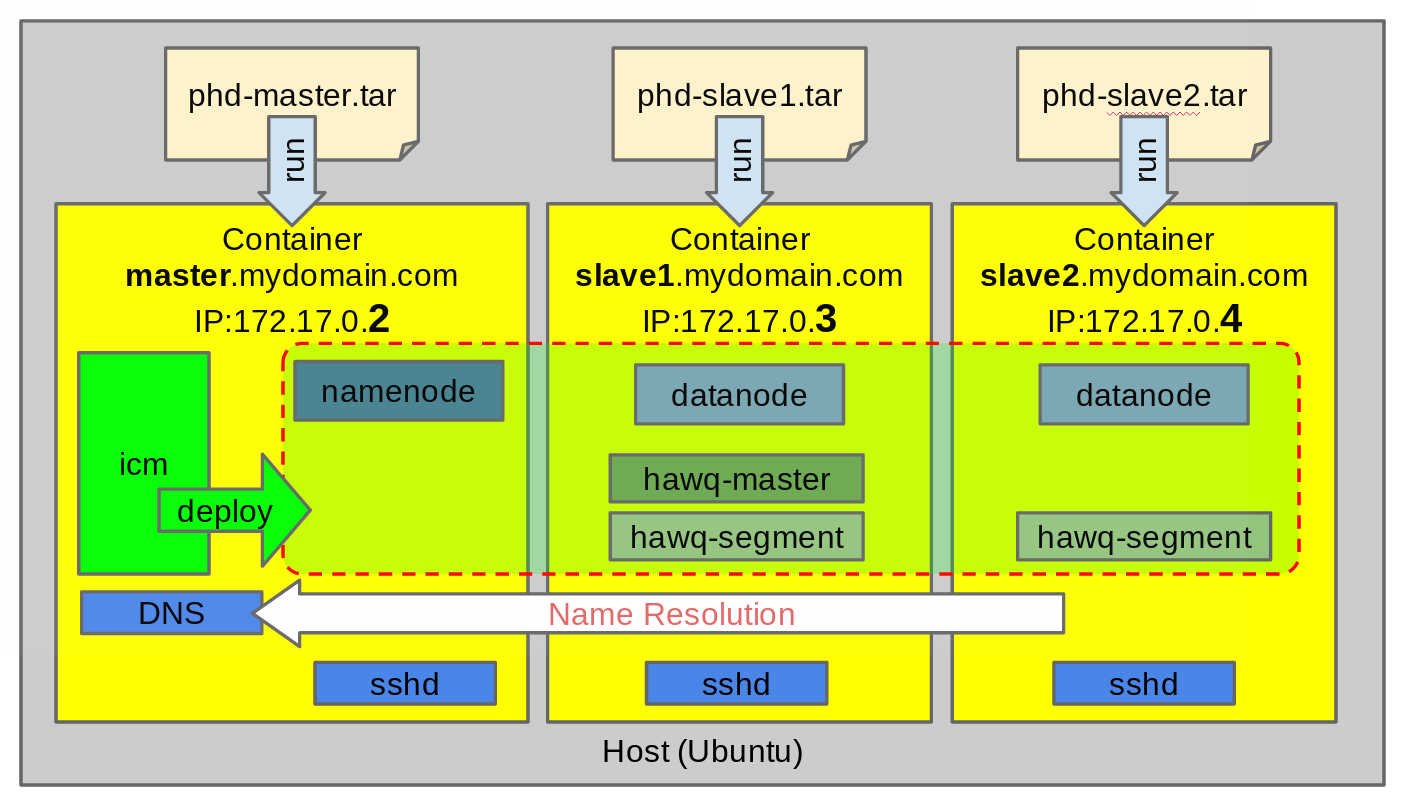 phd-master.tar
phd-slave1.tar
phd-slave2.tar
run
run
run
Container
master.mydomain.com
IP:172.17.0.2
Container
slave1.mydomain.com
IP:172.17.0.3
Container
slave2.mydomain.com
IP:172.17.0.4
namenode
datanode
datanode
icm
hawq-master
deploy
hawq-segment
hawq-segment
DNS
Name Resolution
sshd
sshd
sshd
Host (Ubuntu)